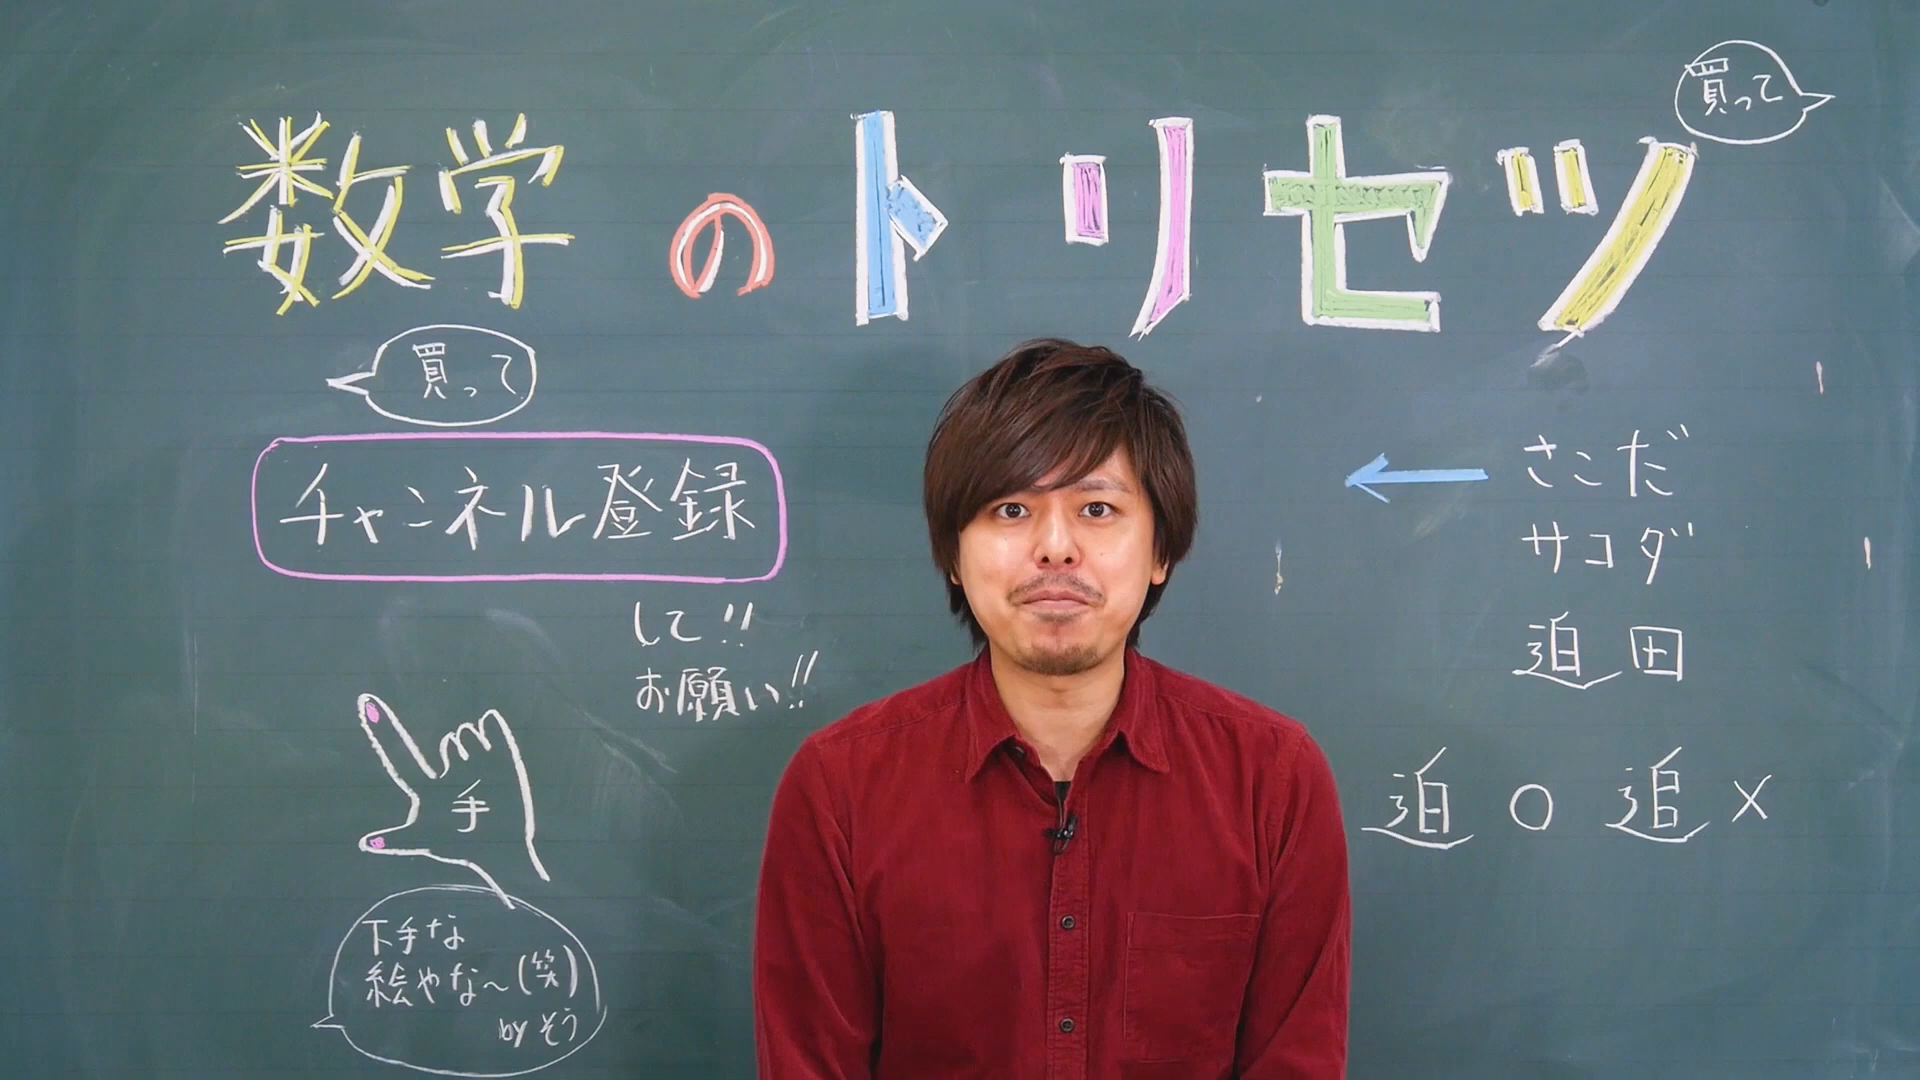 買って
数学のトリセツ
買って
チャンネル登録
して!!
お願い!!
手
下手な
絵やな〜(笑)
by そう
← さこだ
サコダ
迫田
迫 ○ 追 ×